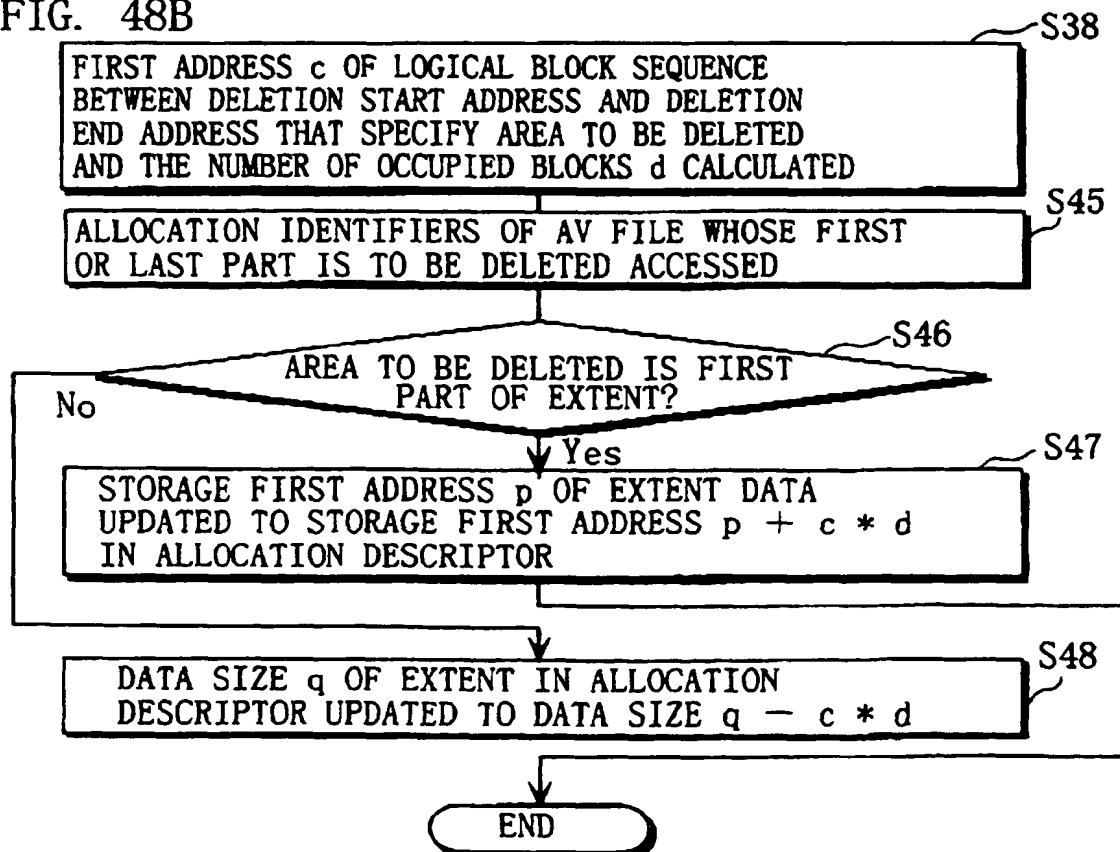 FIG. 48B
S38
FIRST ADDRESS c OF LOGICAL BLOCK SEQUENCE
BETWEEN DELETION START ADDRESS AND DELETION
END ADDRESS THAT SPECIFY AREA TO BE DELETED
AND THE NUMBER OF OCCUPIED BLOCKS d CALCULATED
S45
ALLOCATION IDENTIFIERS OF AV FILE WHOSE FIRST
OR LAST PART IS TO BE DELETED ACCESSED
S46
AREA TO BE DELETED IS FIRST
PART OF EXTENT?
No
Yes
S47
STORAGE FIRST ADDRESS p OF EXTENT DATA
UPDATED TO STORAGE FIRST ADDRESS p + c * d
IN ALLOCATION DESCRIPTOR
S48
DATA SIZE q OF EXTENT IN ALLOCATION
DESCRIPTOR UPDATED TO DATA SIZE q − c * d
END